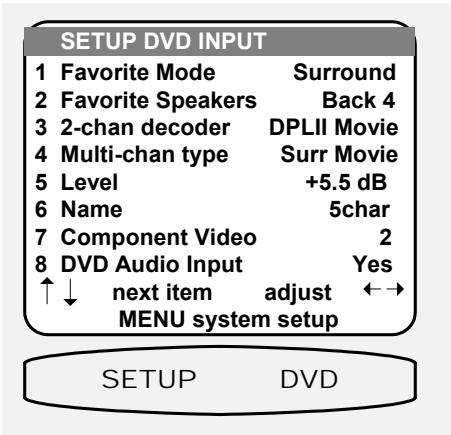 SETUP DVD INPUT
1 Favorite Mode Surround
2 Favorite Speakers Back 4
3 2-chan decoder DPLII Movie
4 Multi-chan type Surr Movie
5 Level +5.5 dB
6 Name 5char
7 Component Video 2
8 DVD Audio Input Yes
↑↓ next item adjust ←→
MENU system setup
SETUP DVD